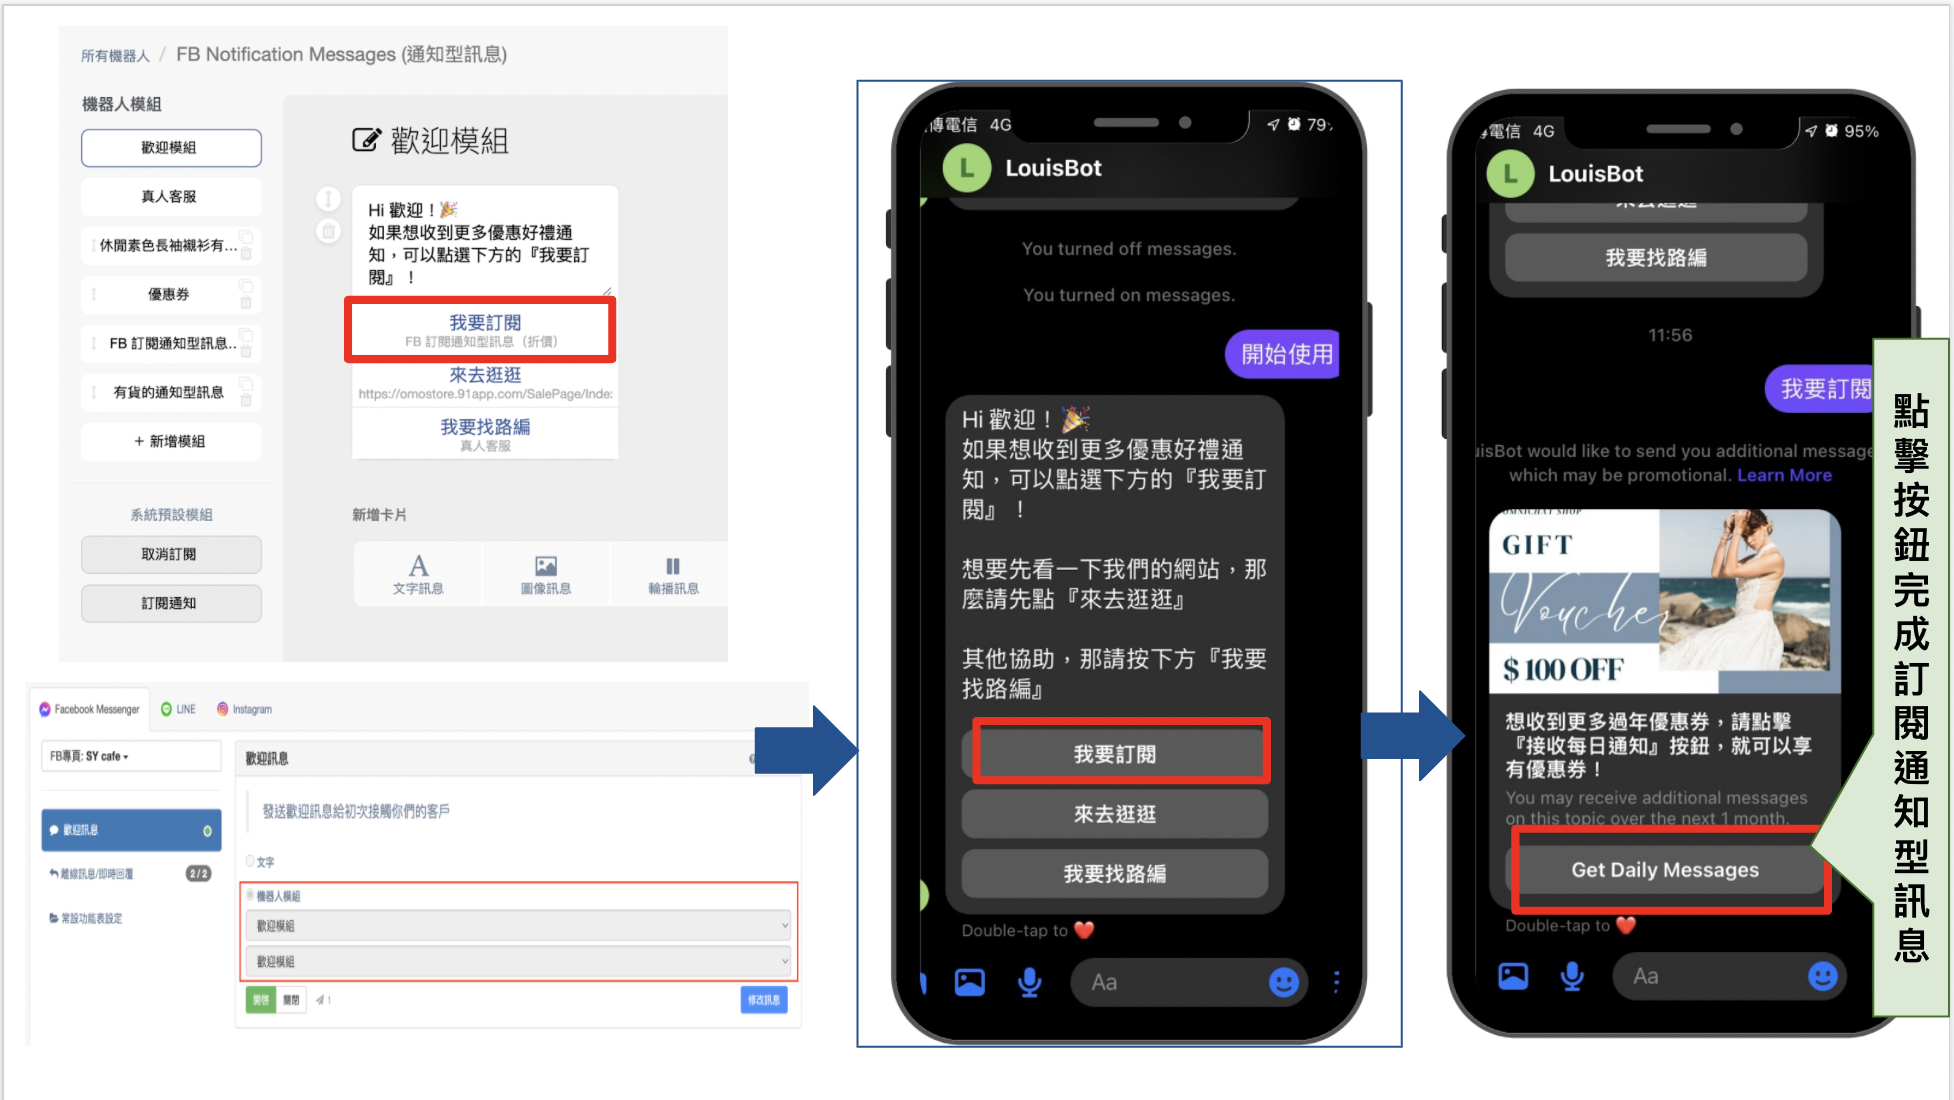 所有機器人 / FB Notification Messages (通知型訊息)
機器人模組
歡迎模組
真人客服
休閒素色長袖襯衫有...
優惠券
FB 訂閱通知型訊息..
有貨的通知型訊息
+ 新增模組
系統預設模組
取消訂閱
訂閱通知
歡迎模組
Hi 歡迎！🎉
如果想收到更多優惠好禮通
知，可以點選下方的『我要訂
閱』！
我要訂閱
FB 訂閱通知型訊息（折價）
來去逛逛
https://omostore.91app.com/SalePage/Inde
我要找路編
真人客服
新增卡片
A
文字訊息
圖像訊息
輪播訊息
Facebook Messenger
LINE
Instagram
FB專頁: SY cafe
歡迎訊息
離線訊息/即時回覆 2/2
常設功能表設定
歡迎訊息
發送歡迎訊息給初次接觸你們的客戶
文字
機器人模組
歡迎模組
歡迎模組
開啓 關閉 1
修改訊息
傳電信 4G 79
L LouisBot
You turned off messages.
You turned on messages.
開始使用
Hi 歡迎！🎉
如果想收到更多優惠好禮通
知，可以點選下方的『我要訂
閱』！
想要先看一下我們的網站，那
麼請先點『來去逛逛』
其他協助，那請按下方『我要
找路編』
我要訂閱
來去逛逛
我要找路編
Double-tap to ❤️
Aa
電信 4G 95%
L LouisBot
來去逛逛
我要找路編
11:56
我要訂閱
isBot would like to send you additional message
which may be promotional. Learn More
OMNICHAT SHOP
GIFT
Voucher
$100 OFF
想收到更多過年優惠券，請點擊
『接收每日通知』按鈕，就可以享
有優惠券！
You may receive additional messages
on this topic over the next 1 month.
Get Daily Messages
Double-tap to ❤️
Aa
點擊按鈕完成訂閱通知型訊息